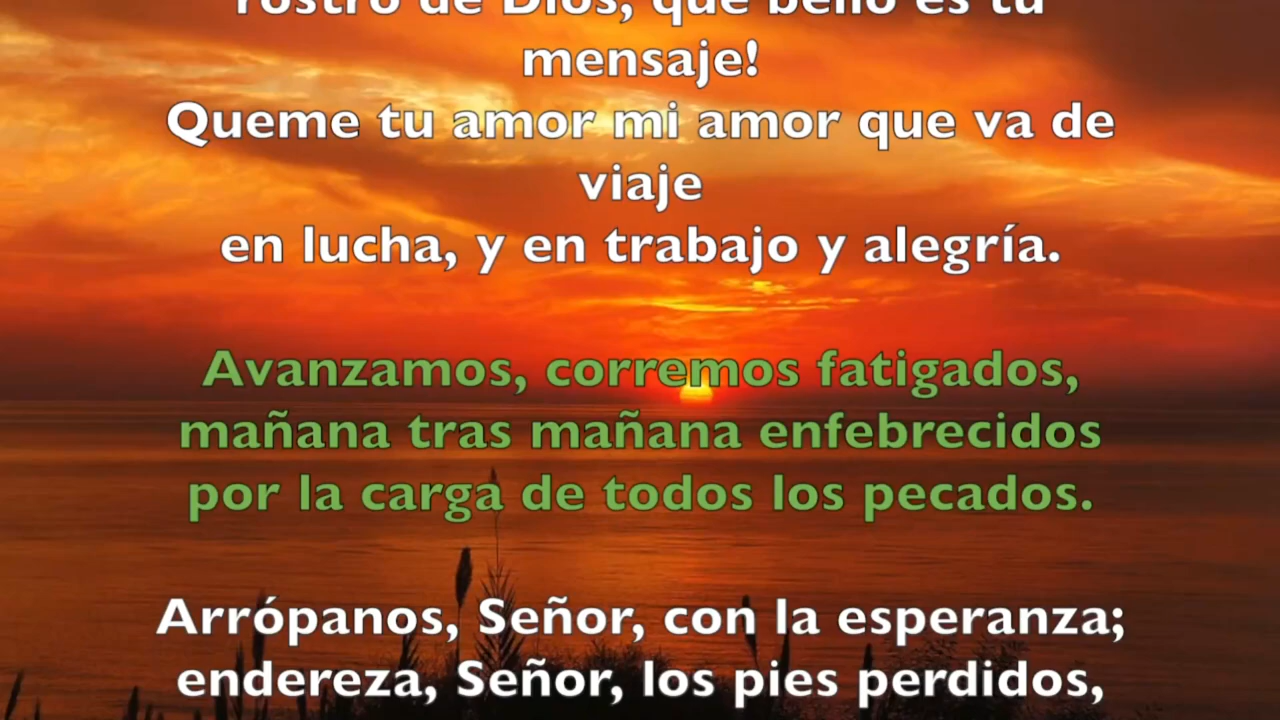 rostro de Dios, qué bello es tu
mensaje!
Queme tu amor mi amor que va de
viaje
en lucha, y en trabajo y alegría.
Avanzamos, corremos fatigados,
mañana tras mañana enfebrecidos
por la carga de todos los pecados.
Arrópanos, Señor, con la esperanza;
endereza, Señor, los pies perdidos,